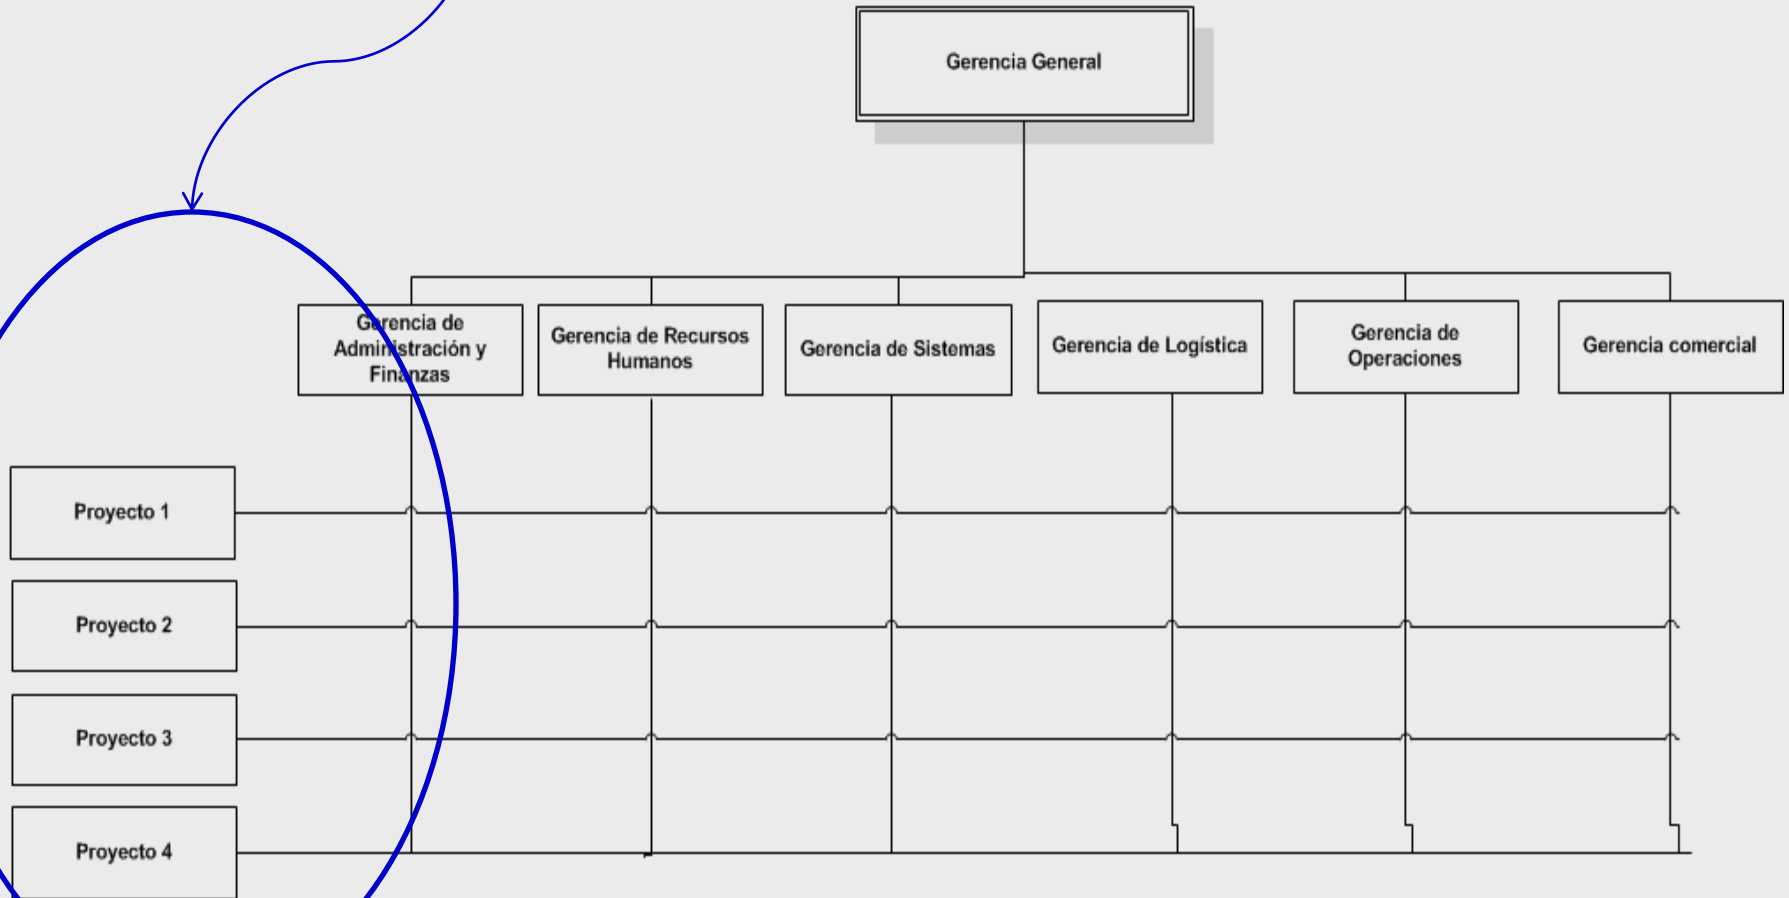 Gerencia General
Gerencia de
Administración y
Finanzas
Gerencia de Recursos
Humanos
Gerencia de Sistemas
Gerencia de Logística
Gerencia de
Operaciones
Gerencia comercial
Proyecto 1
Proyecto 2
Proyecto 3
Proyecto 4